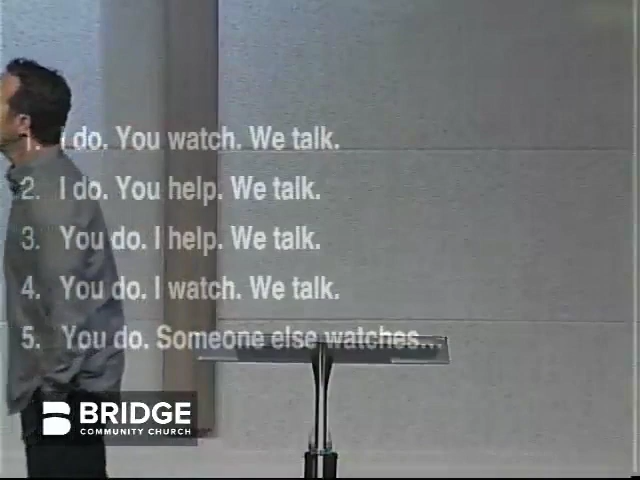 1. I do. You watch. We talk.
2. I do. You help. We talk.
3. You do. I help. We talk.
4. You do. I watch. We talk.
5. You do. Someone else watches...
BRIDGE
COMMUNITY CHURCH